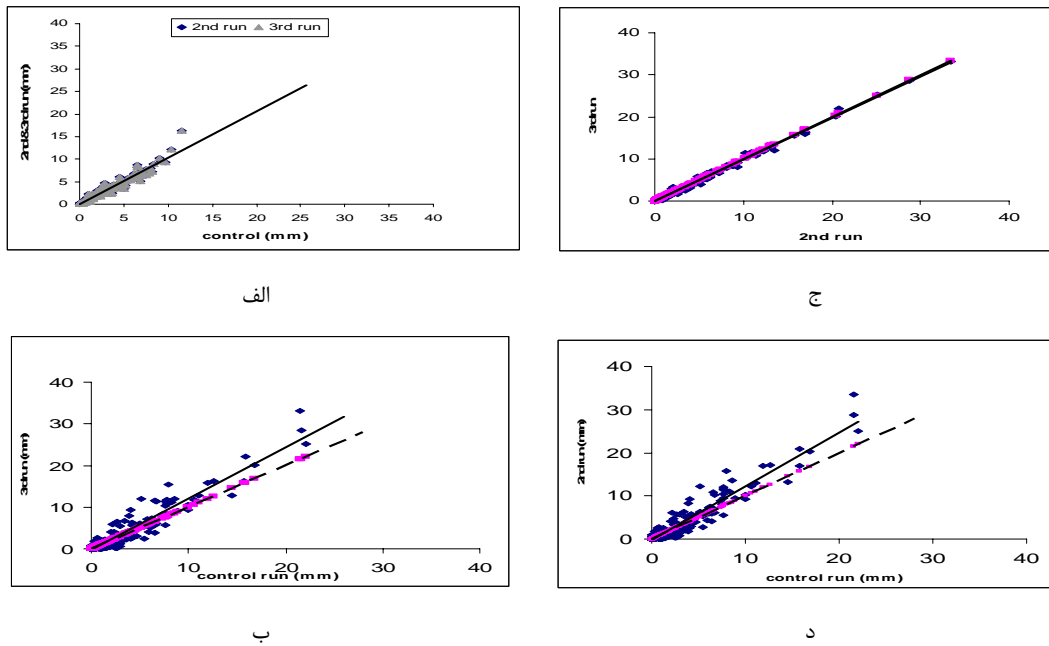 40
35
30
25
20
15
10
5
0
2nd&3rdrun(mm)
2nd run 3rd run
0 5 10 15 20 25 30 35 40
control (mm)
الف
40
30
20
10
0
3rdrun
0 10 20 30 40
2nd run
ج
40
30
20
10
0
3rdrun(mm)
0 10 20 30 40
control run (mm)
ب
40
30
20
10
0
2ndrun(mm)
0 10 20 30 40
control run (mm)
د